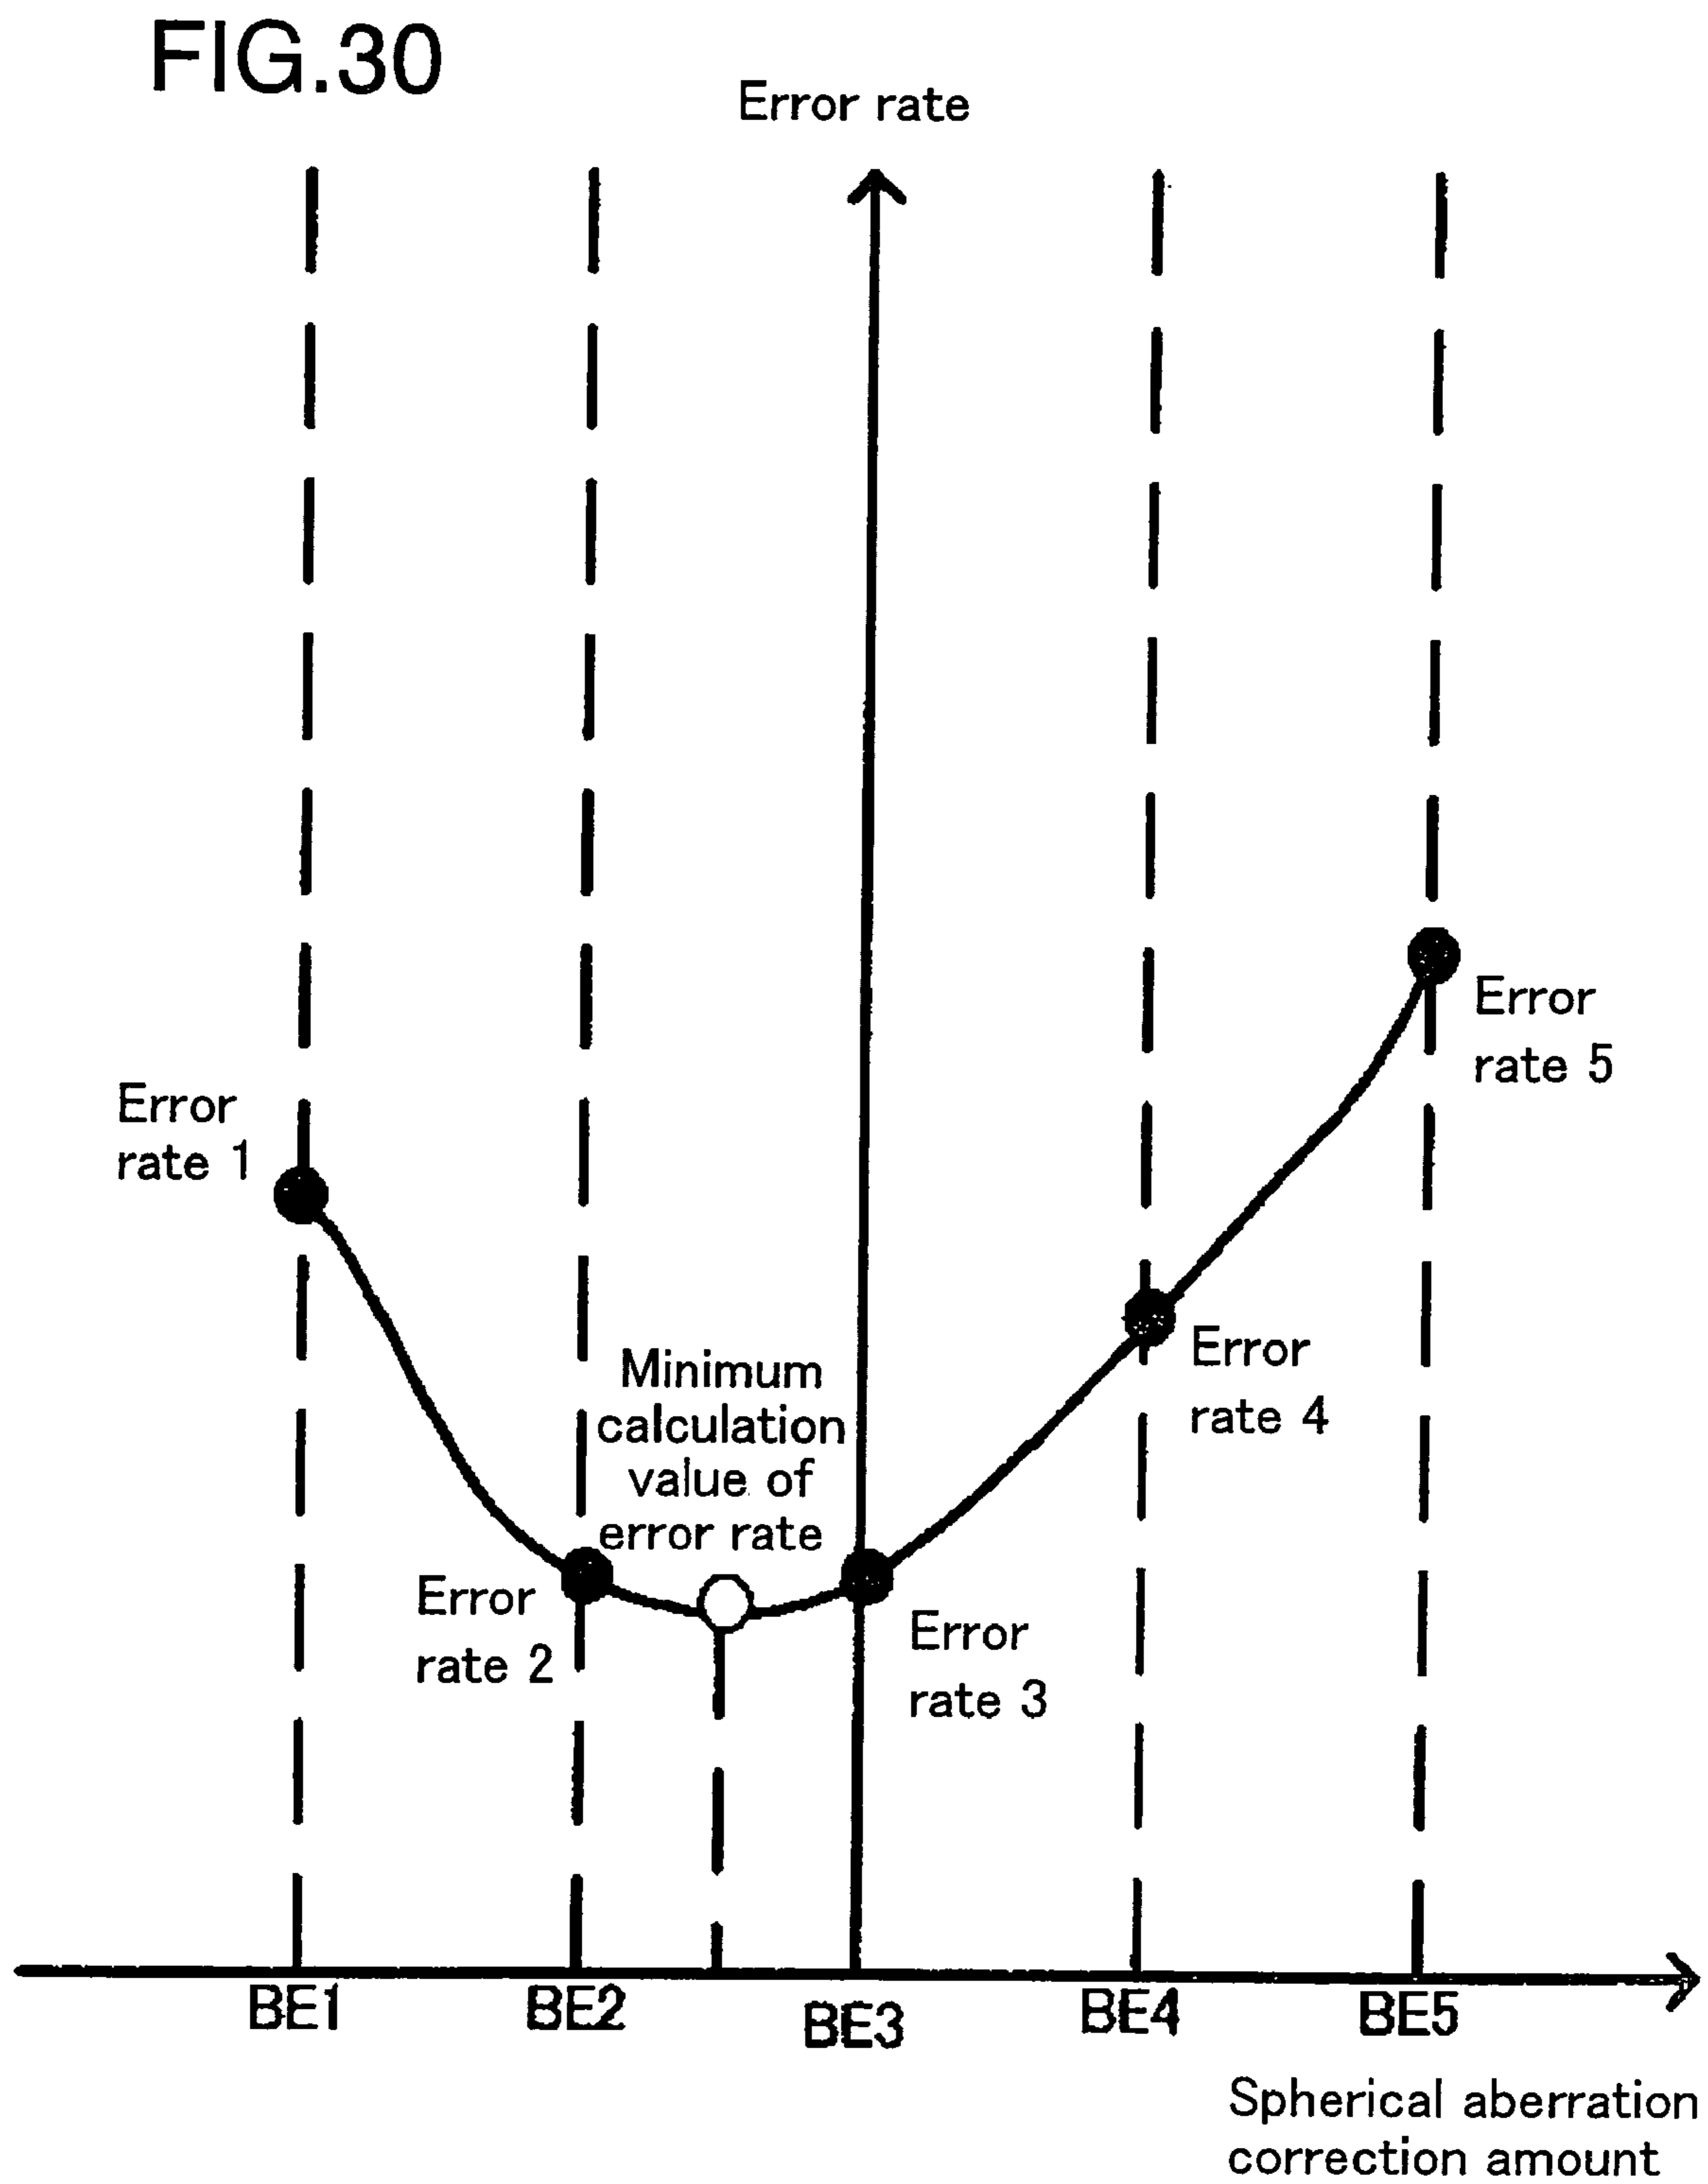 FIG.30
Error rate
Error
rate 5
Error
rate 1
Error
rate 4
Minimum
calculation
value of
error rate
Error
rate 2
Error
rate 3
BE1
BE2
BE3
BE4
BE5
Spherical aberration
correction amount